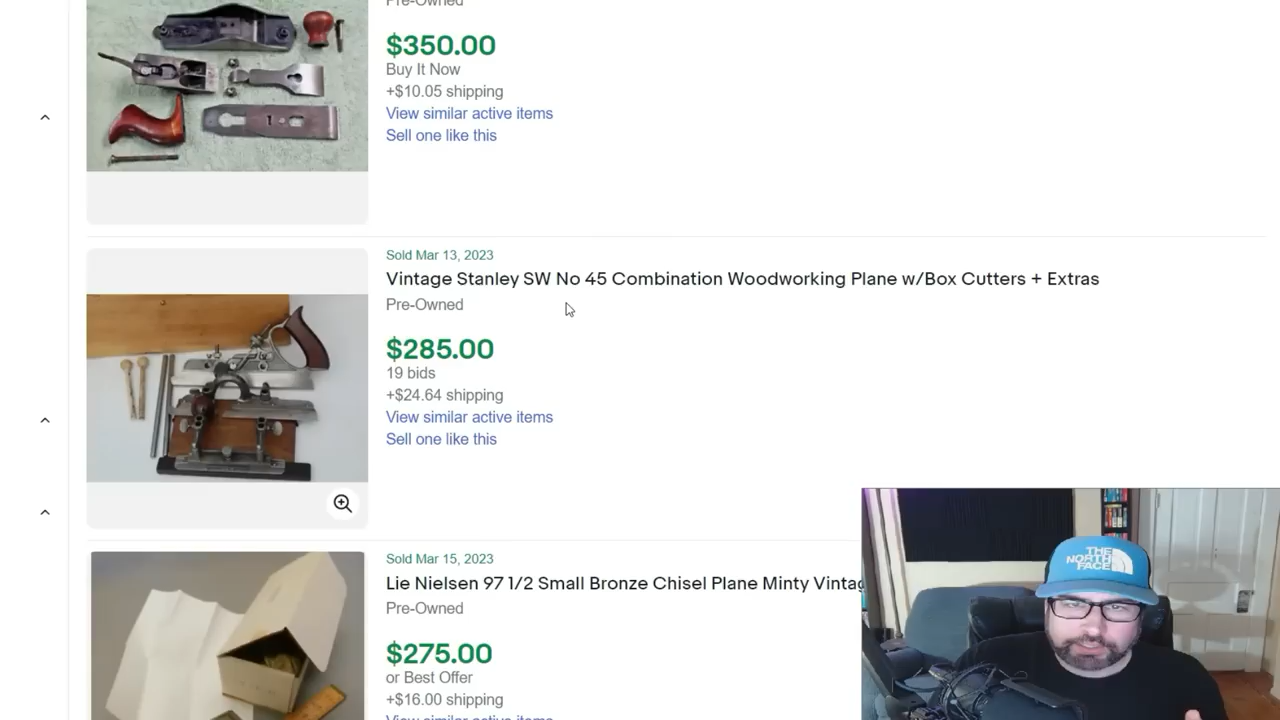 Pre-Owned
$350.00
Buy It Now
+$10.05 shipping
View similar active items
Sell one like this
Sold Mar 13, 2023
Vintage Stanley SW No 45 Combination Woodworking Plane w/Box Cutters + Extras
Pre-Owned
$285.00
19 bids
+$24.64 shipping
View similar active items
Sell one like this
Sold Mar 15, 2023
Lie Nielsen 97 1/2 Small Bronze Chisel Plane Minty
Pre-Owned
$275.00
or Best Offer
+$16.00 shipping
View similar active items
THE
NORTH
FACE